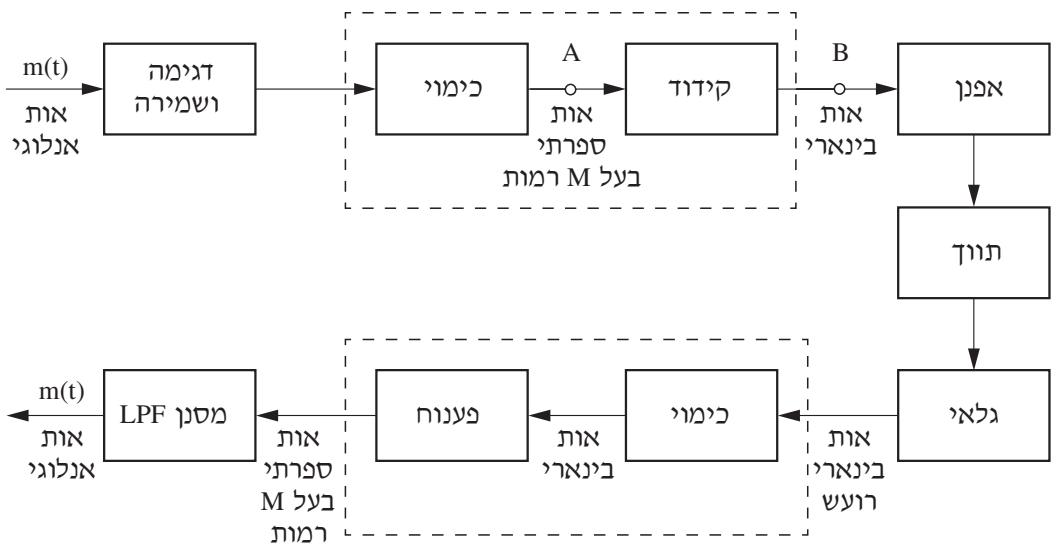 m(t)
אות
אנלוגי
דגימה
ושמירה
כימוי
A
אות
ספרתי
בעל M רמות
קידוד
B
אות
בינארי
אפנן
תווך
גלאי
אות
בינארי
רועש
כימוי
אות
בינארי
פענוח
אות
ספרתי
בעל
M
רמות
מסנן LPF
m(t)
אות
אנלוגי